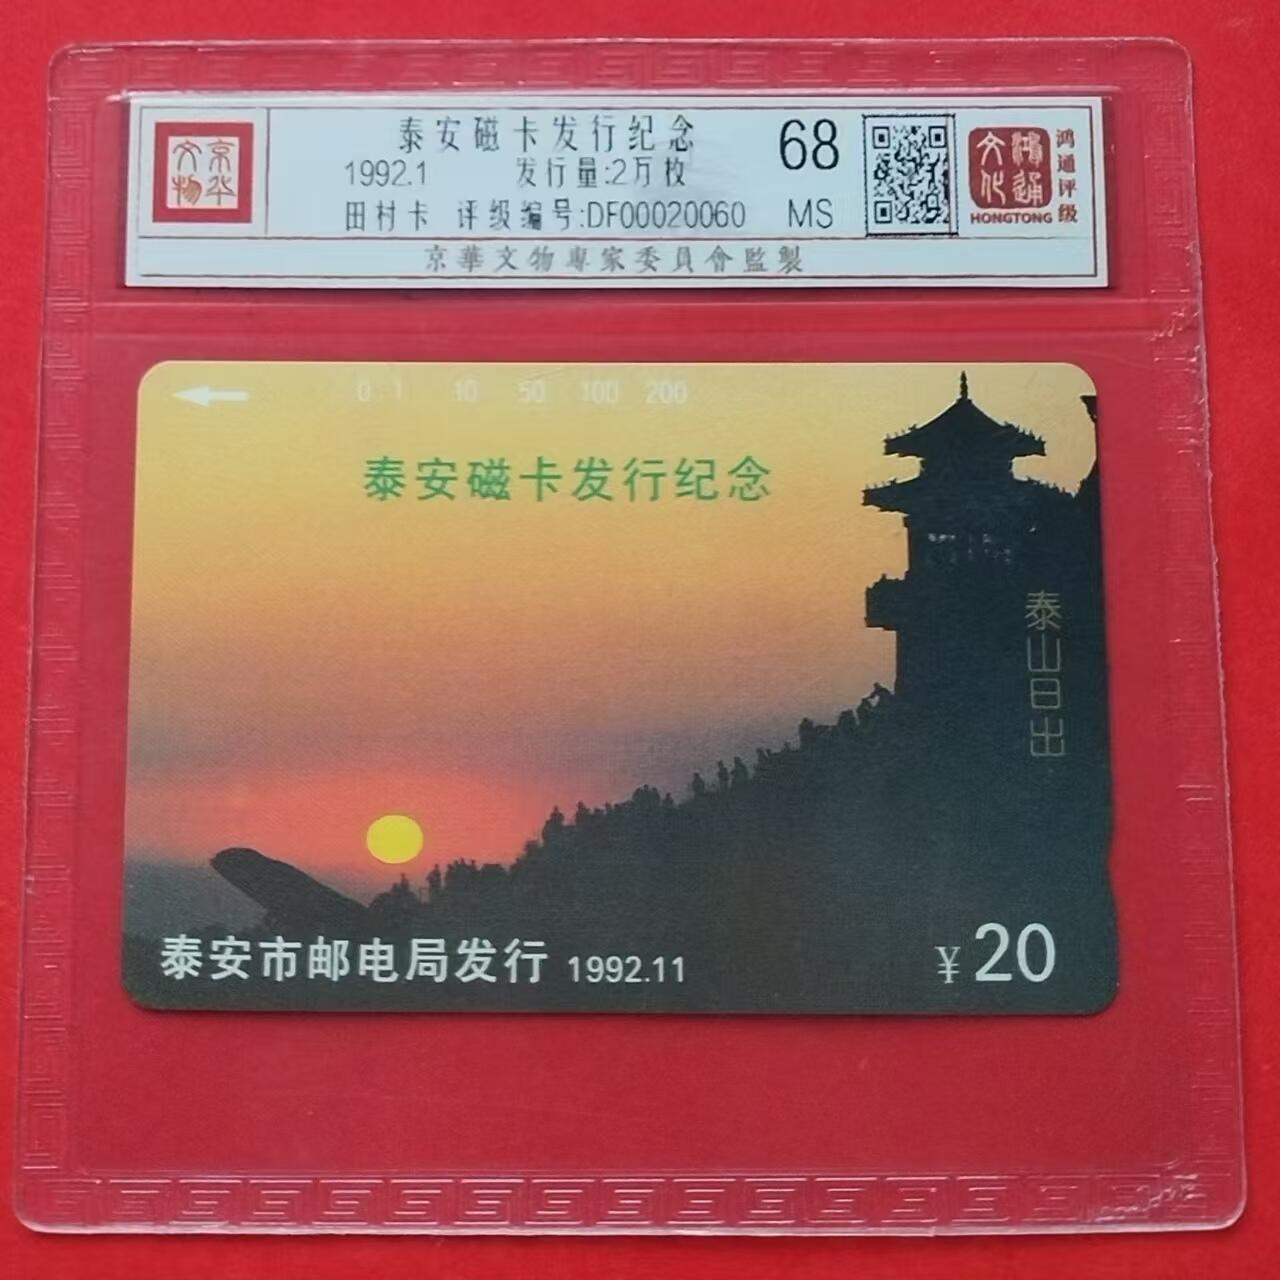 京华文物
泰安磁卡发行纪念
1992.1 发行量:2万枚
田村卡 评级编号:DF00020060
68
MS
鸿通文化
HONGTONG
鸿通评级
京華文物專家委員會監製
0 1 10 50 100 200
泰安磁卡发行纪念
泰山日出
泰安市邮电局发行 1992.11
¥20